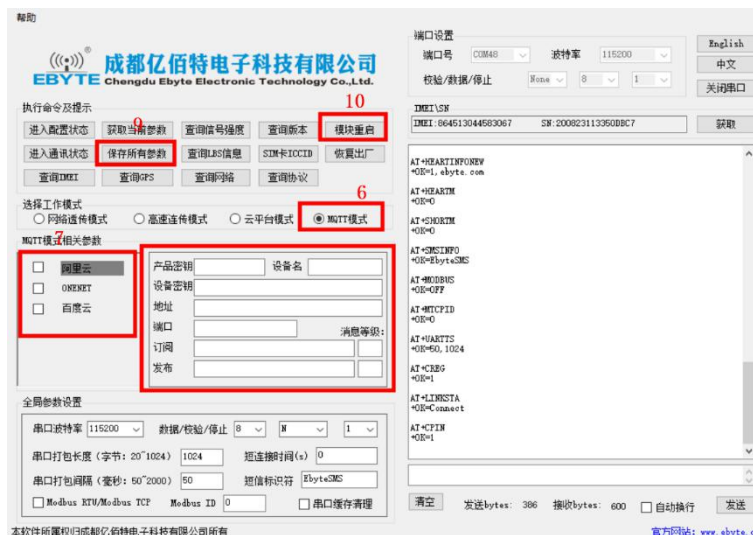 帮助
EBYTE® 成都亿佰特电子科技有限公司
Chengdu Ebyte Electronic Technology Co.,Ltd.
端口设置
端口号 COM48 波特率 115200
校验/数据/停止 None 8 1
English
中文
关闭串口
执行命令及提示
9
10
进入配置状态 获取当前参数 查询信号强度 查询版本 模块重启
进入通讯状态 保存所有参数 查询LBS信息 SIM卡ICCID 恢复出厂
查询IMEI 查询GPS 查询网络 查询协议
IMEI\SN
IMEI:864513044583067 SN:200823113350DBC7 获取
6
选择工作模式
网络透传模式 高速连传模式 云平台模式 MQTT模式
7
MQTT模式相关参数
阿里云
ONENET
百度云
产品密钥 设备名
设备密钥
地址
端口 消息等级:
订阅
发布
AT+HEARTINFONEW
+OK=1,ebyte.com
AT+HEARTM
+OK=0
AT+SHORTM
+OK=0
AT+SMSINFO
+OK=EbyteSMS
AT+MODBUS
+OK=OFF
AT+MTCPID
+OK=0
AT+UARTTS
+OK=50,1024
AT+CREG
+OK=1
AT+LINKSTA
+OK=Connect
AT+CPIN
+OK=1
全局参数设置
串口波特率 115200 数据/校验/停止 8 N 1
串口打包长度(字节: 20~1024) 1024 短连接时间(s) 0
串口打包间隔(毫秒: 50~2000) 50 短信标识符 EbyteSMS
Modbus RTU/Modbus TCP Modbus ID 0 串口缓存清理
清空 发送bytes: 386 接收bytes: 600 自动换行 发送
本软件所属权归成都亿佰特电子科技有限公司所有
官方网站: www.ebyte.c